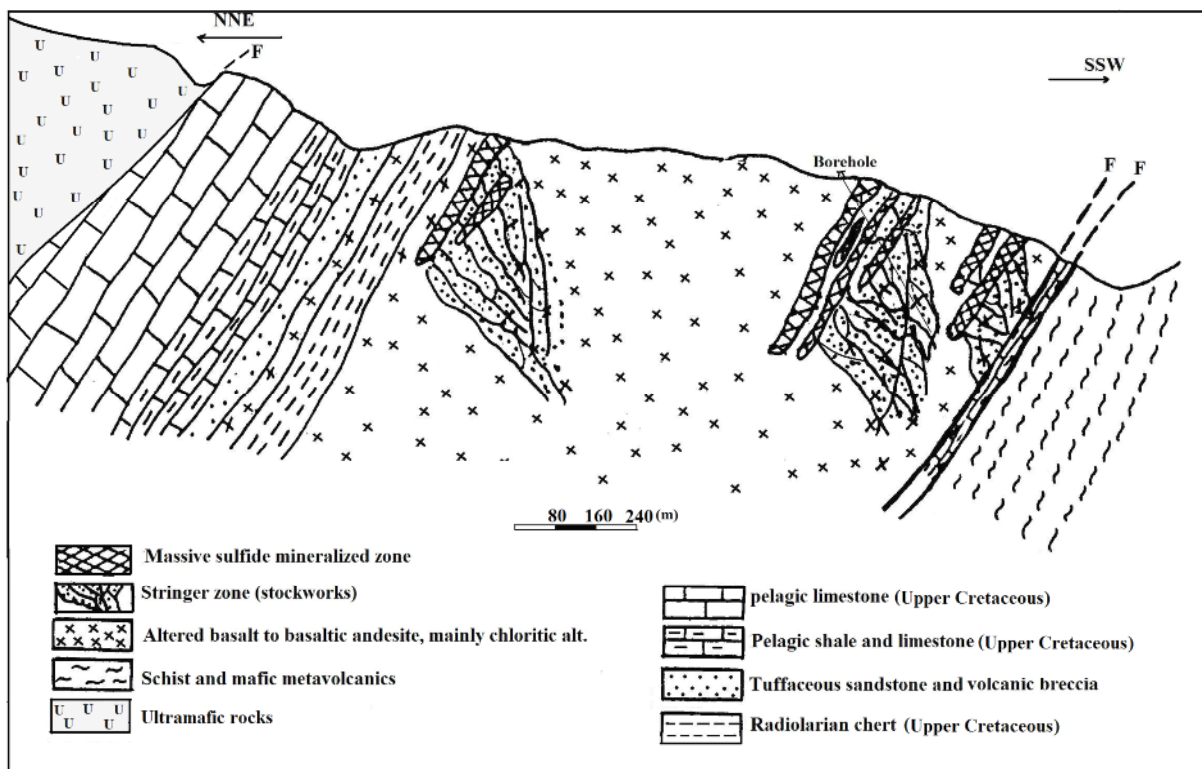 NNE
F
SSW
Borehole
F F
80 160 240 (m)
Massive sulfide mineralized zone
Stringer zone (stockworks)
Altered basalt to basaltic andesite, mainly chloritic alt.
Schist and mafic metavolcanics
U U U U U
Ultramafic rocks
pelagic limestone (Upper Cretaceous)
Pelagic shale and limestone (Upper Cretaceous)
Tuffaceous sandstone and volcanic breccia
Radiolarian chert (Upper Cretaceous)